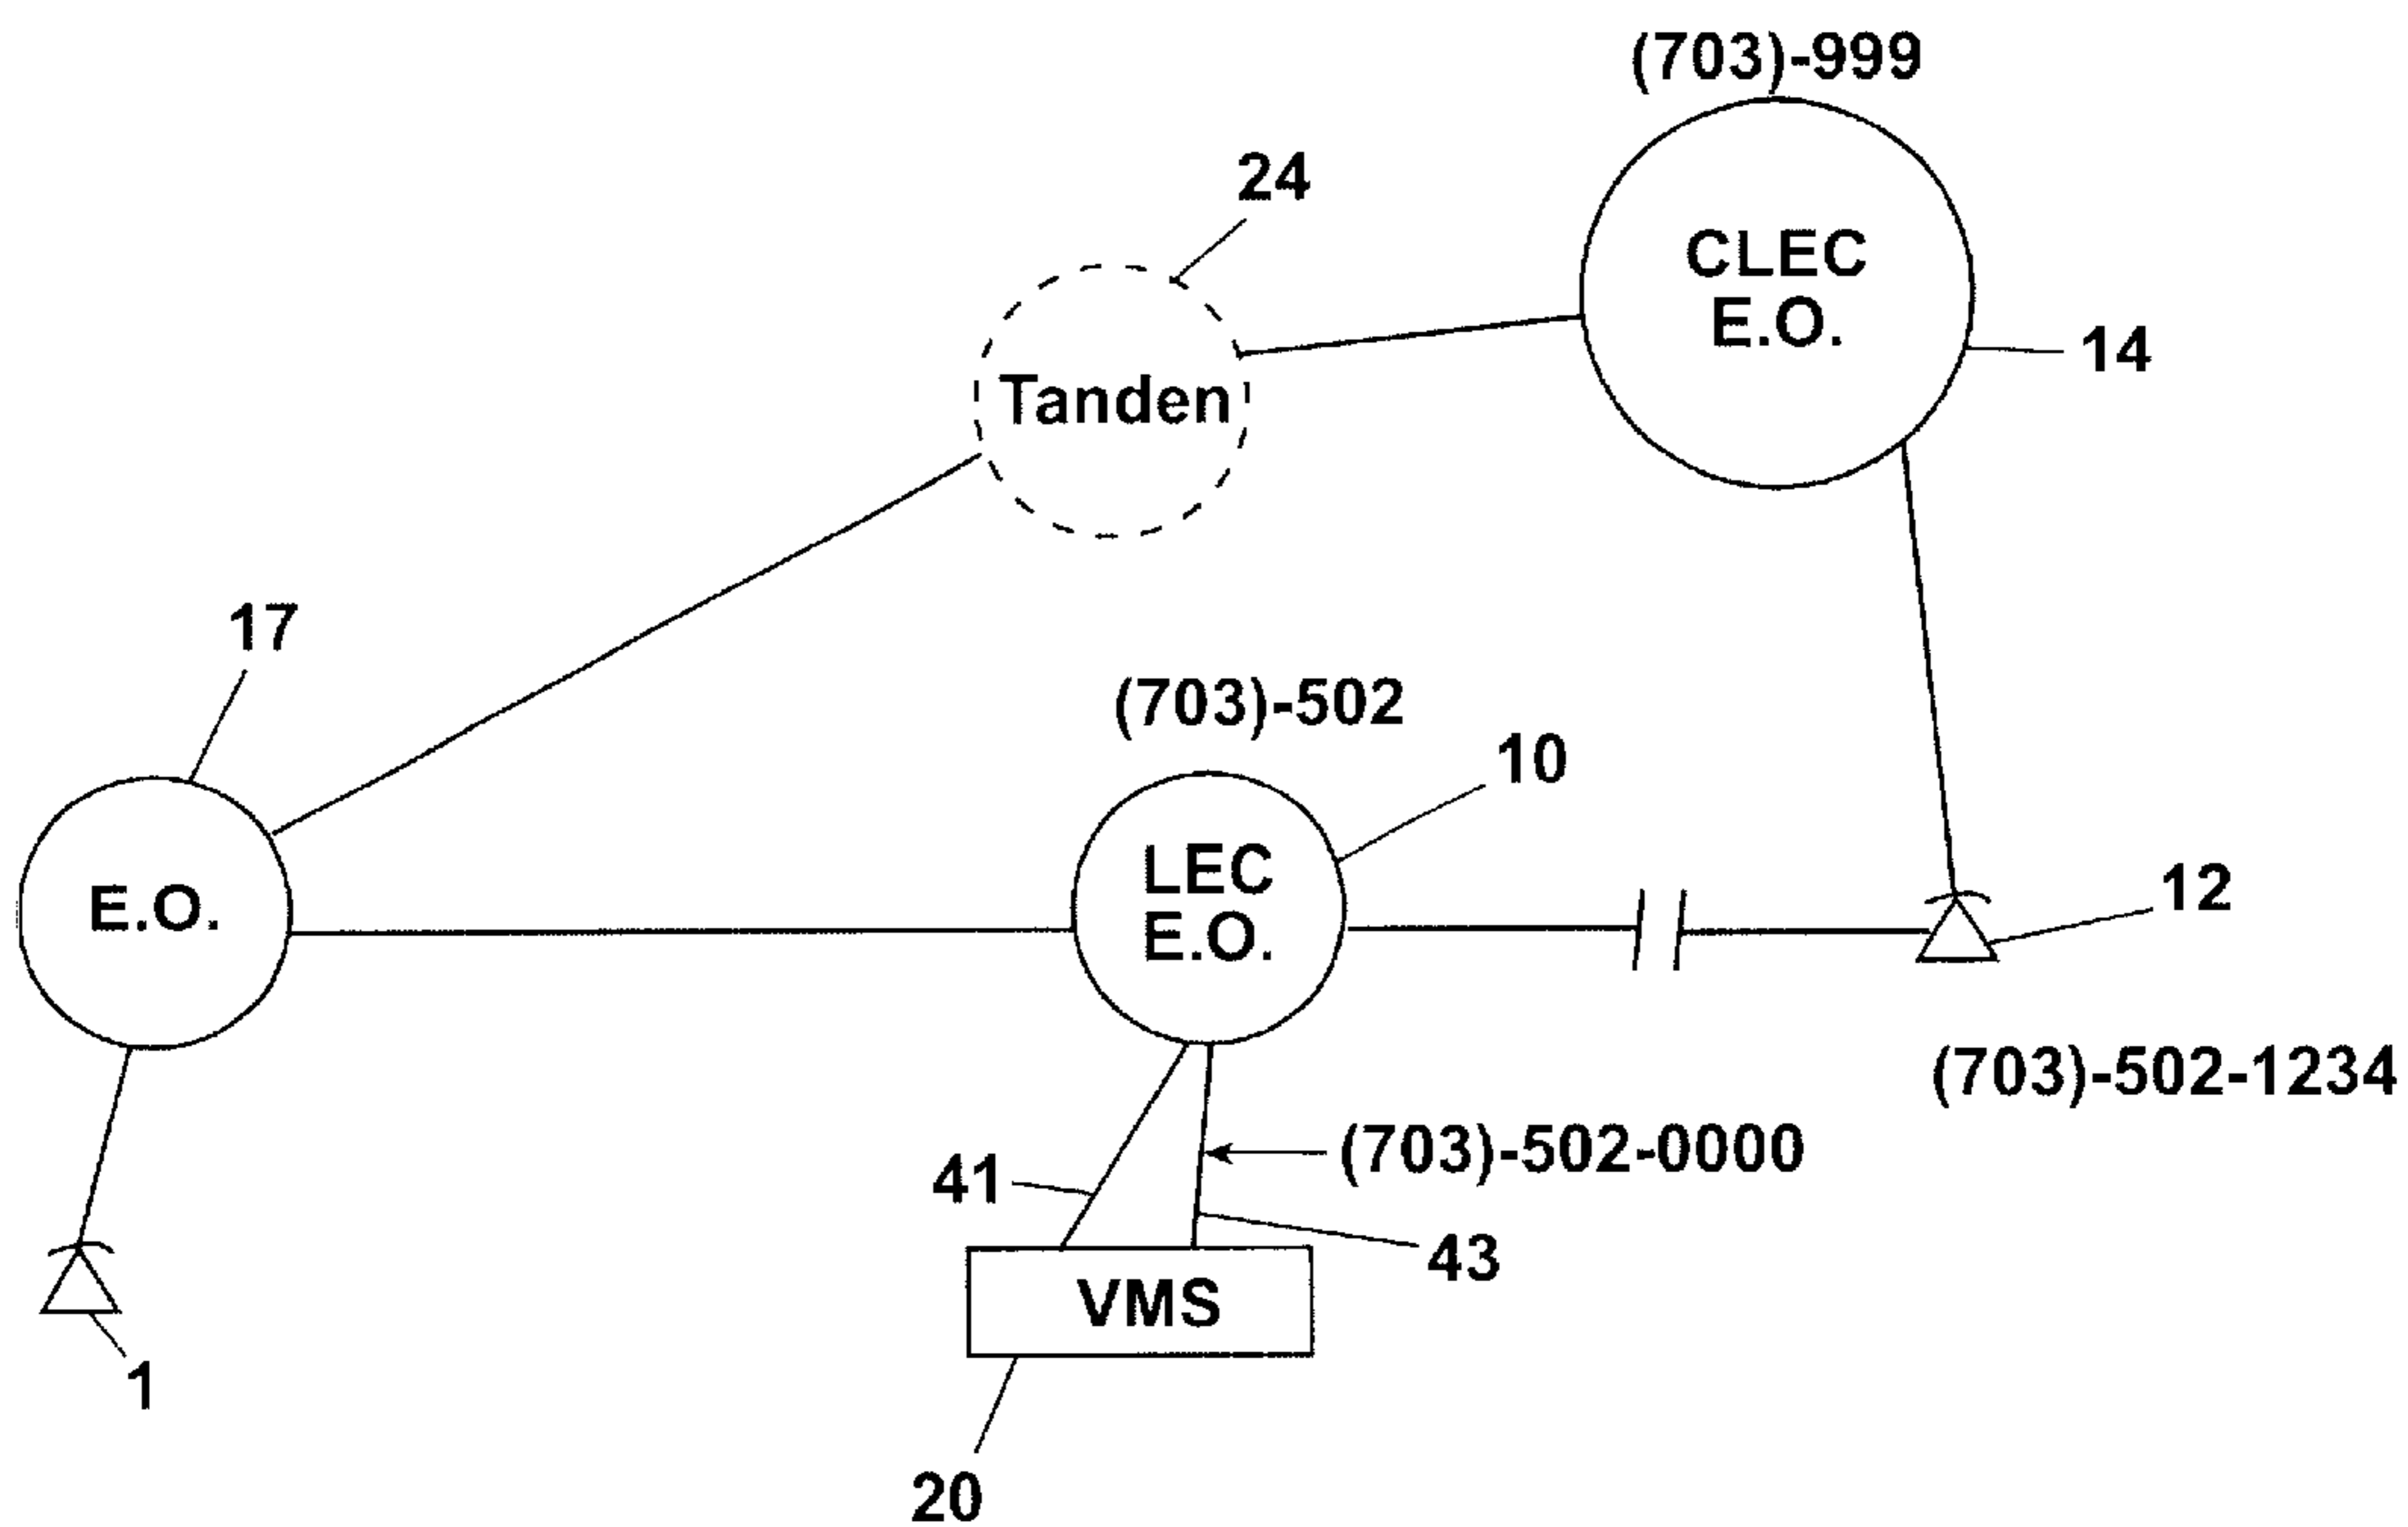 (703)-999
24
CLEC
E.O.
14
Tanden
17
(703)-502
10
LEC
E.O.
E.O.
12
(703)-502-1234
(703)-502-0000
41
43
VMS
1
20